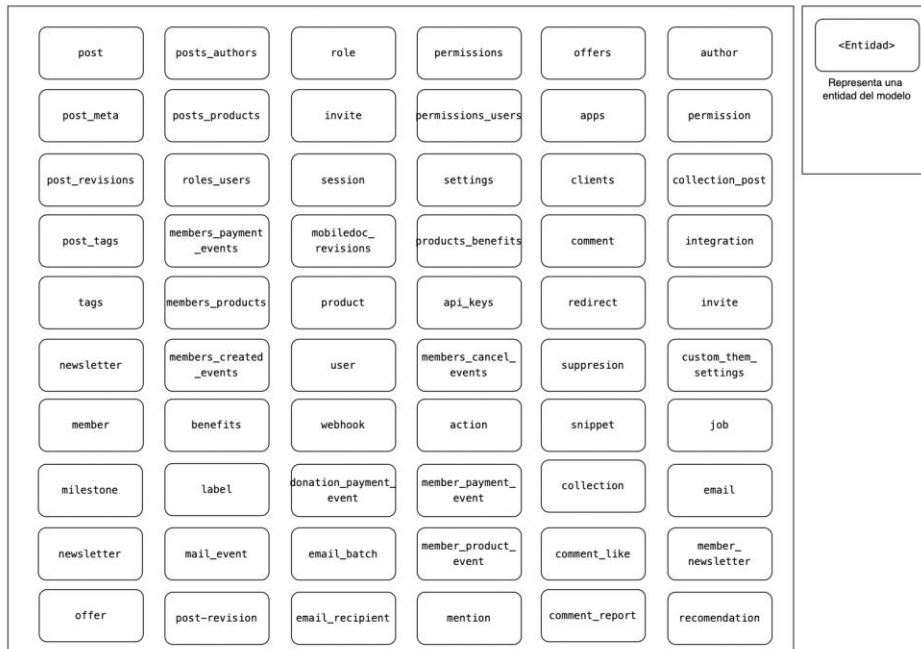 post
posts_authors
role
permissions
offers
author
<Entidad>
Representa una
entidad del modelo
post_meta
posts_products
invite
permissions_users
apps
permission
post_revisions
roles_users
session
settings
clients
collection_post
post_tags
members_payment
_events
mobiledoc_
revisions
products_benefits
comment
integration
tags
members_products
product
api_keys
redirect
invite
newsletter
members_created
_events
user
members_cancel_
events
suppresion
custom_them_
settings
member
benefits
webhook
action
snippet
job
milestone
label
donation_payment_
event
member_payment_
event
collection
email
newsletter
mail_event
email_batch
member_product_
event
comment_like
member_
newsletter
offer
post-revision
email_recipient
mention
comment_report
recomendation